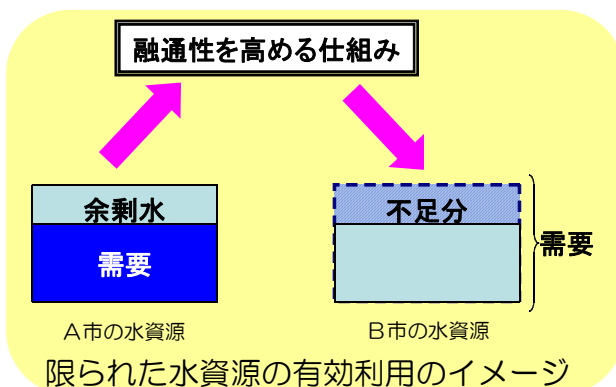 融通性を高める仕組み
余剰水
需要
不足分
需要
A市の水資源
B市の水資源
限られた水資源の有効利用のイメージ